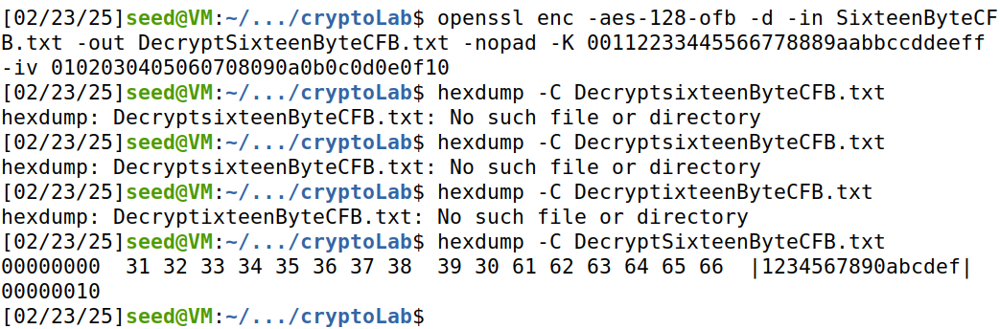 [02/23/25]seed@VM:~/.../cryptoLab$ openssl enc -aes-128-ofb -d -in SixteenByteCF
B.txt -out DecryptSixteenByteCFB.txt -nopad -K 00112233445566778889aabbccddeeff
-iv 0102030405060708090a0b0c0d0e0f10
[02/23/25]seed@VM:~/.../cryptoLab$ hexdump -C DecryptsixteenByteCFB.txt
hexdump: DecryptsixteenByteCFB.txt: No such file or directory
[02/23/25]seed@VM:~/.../cryptoLab$ hexdump -C DecryptsixteenByteCFB.txt
hexdump: DecryptsixteenByteCFB.txt: No such file or directory
[02/23/25]seed@VM:~/.../cryptoLab$ hexdump -C DecryptixteenByteCFB.txt
hexdump: DecryptixteenByteCFB.txt: No such file or directory
[02/23/25]seed@VM:~/.../cryptoLab$ hexdump -C DecryptSixteenByteCFB.txt
00000000  31 32 33 34 35 36 37 38  39 30 61 62 63 64 65 66  |1234567890abcdef|
00000010
[02/23/25]seed@VM:~/.../cryptoLab$